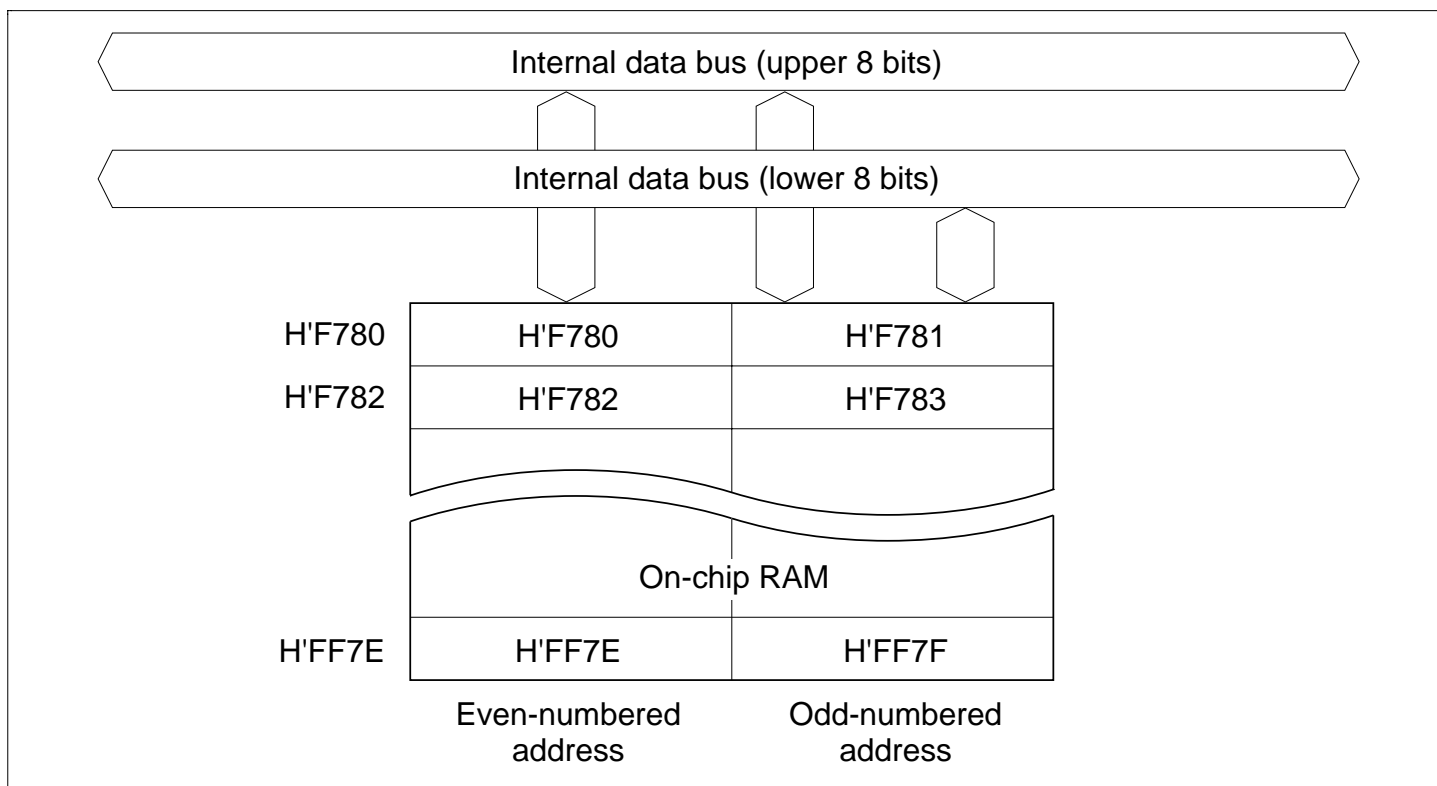 Internal data bus (upper 8 bits)
Internal data bus (lower 8 bits)
H'F780 H'F780 H'F781
H'F782 H'F782 H'F783
On-chip RAM
H'FF7E H'FF7E H'FF7F
Even-numbered address
Odd-numbered address